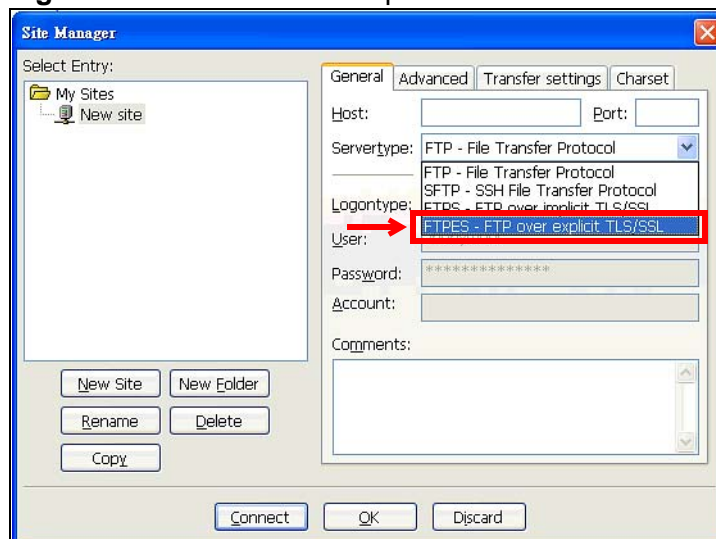 Site Manager
Select Entry:
My Sites
New site
New Site
New Folder
Rename
Delete
Copy
General
Advanced
Transfer settings
Charset
Host:
Port:
Servertype:
FTP - File Transfer Protocol
FTP - File Transfer Protocol
SFTP - SSH File Transfer Protocol
FTPS - FTP over implicit TLS/SSL
FTPES - FTP over explicit TLS/SSL
Logontype:
User:
Password:
**************
Account:
Comments:
Connect
OK
Discard